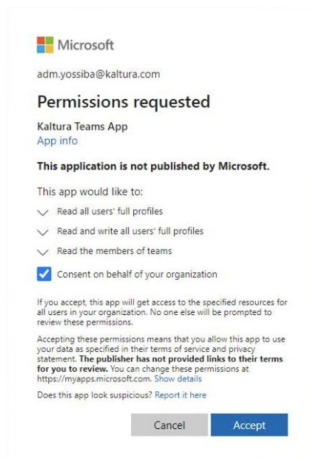 Microsoft
adm.yossiba@kaltura.com
Permissions requested
Kaltura Teams App
App info
This application is not published by Microsoft.
This app would like to:
Read all users' full profiles
Read and write all users' full profiles
Read the members of teams
Consent on behalf of your organization
If you accept, this app will get access to the specified resources for
all users in your organization. No one else will be prompted to
review these permissions.
Accepting these permissions means that you allow this app to use
your data as specified in their terms of service and privacy
statement. The publisher has not provided links to their terms
for you to review. You can change these permissions at
https://myapps.microsoft.com. Show details
Does this app look suspicious? Report it here
Cancel Accept